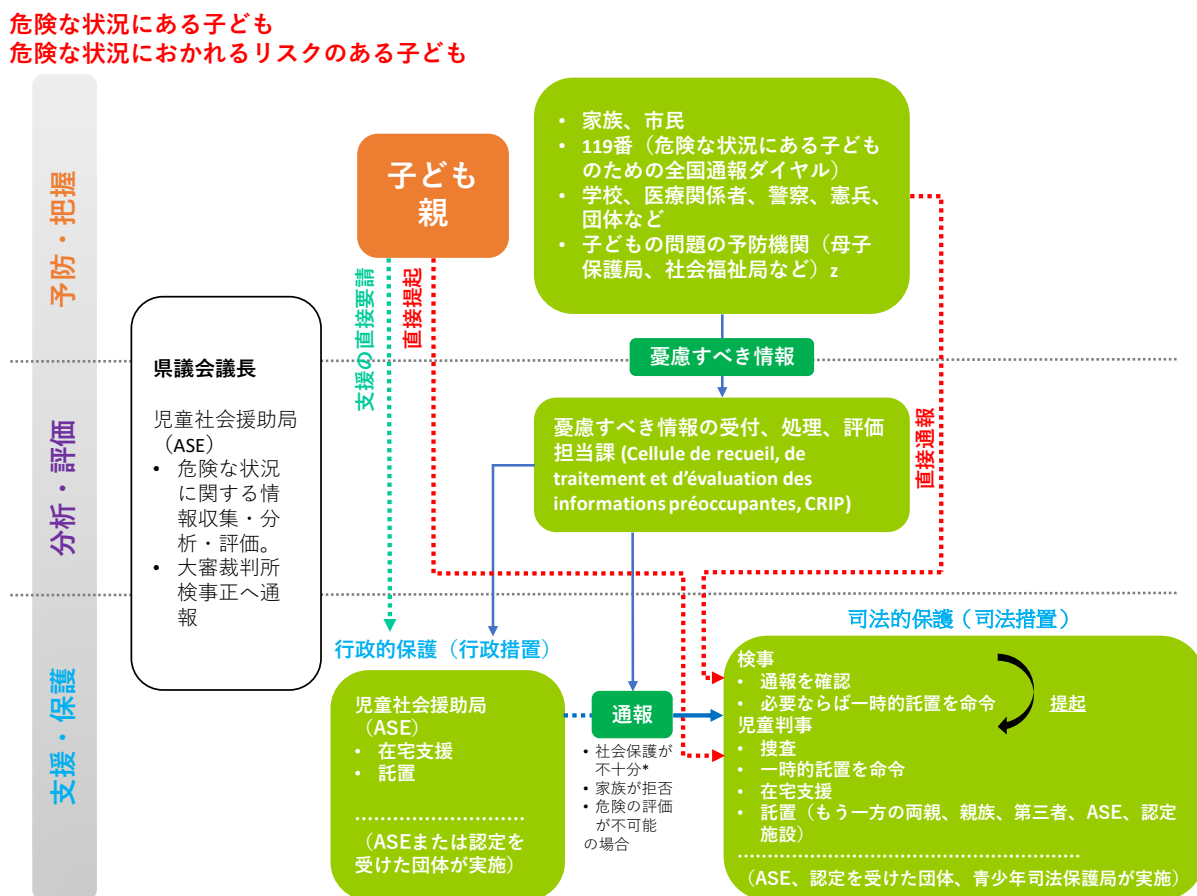 危険な状況にある子ども
危険な状況におかれるリスクのある子ども
予防・把握
子ども
親
• 家族、市民
• 119番（危険な状況にある子ども
のための全国通報ダイヤル）
• 学校、医療関係者、警察、憲兵、
団体など
• 子どもの問題の予防機関（母子
保護局、社会福祉局など）z
支援の直接要請
直接提起
憂慮すべき情報
分析・評価
県議会議長
児童社会援助局
（ASE）
• 危険な状況
に関する情
報収集・分
析・評価。
• 大審裁判所
検事正へ通
報
憂慮すべき情報の受付、処理、評価
担当課 (Cellule de recueil, de
traitement et d’évaluation des
informations préoccupantes, CRIP)
直接通報
支援・保護
行政的保護（行政措置）
児童社会援助局
（ASE）
• 在宅支援
• 託置
…………………………
（ASEまたは認定を
受けた団体が実施）
通報
• 社会保護が
不十分*
• 家族が拒否
• 危険の評価
が不可能
の場合
司法的保護（司法措置）
検事
• 通報を確認
• 必要ならば一時的託置を命令
提起
児童判事
• 捜査
• 一時的託置を命令
• 在宅支援
• 託置（もう一方の両親、親族、第三者、ASE、認定
施設）
……………………………………………………
（ASE、認定を受けた団体、青少年司法保護局が実施）